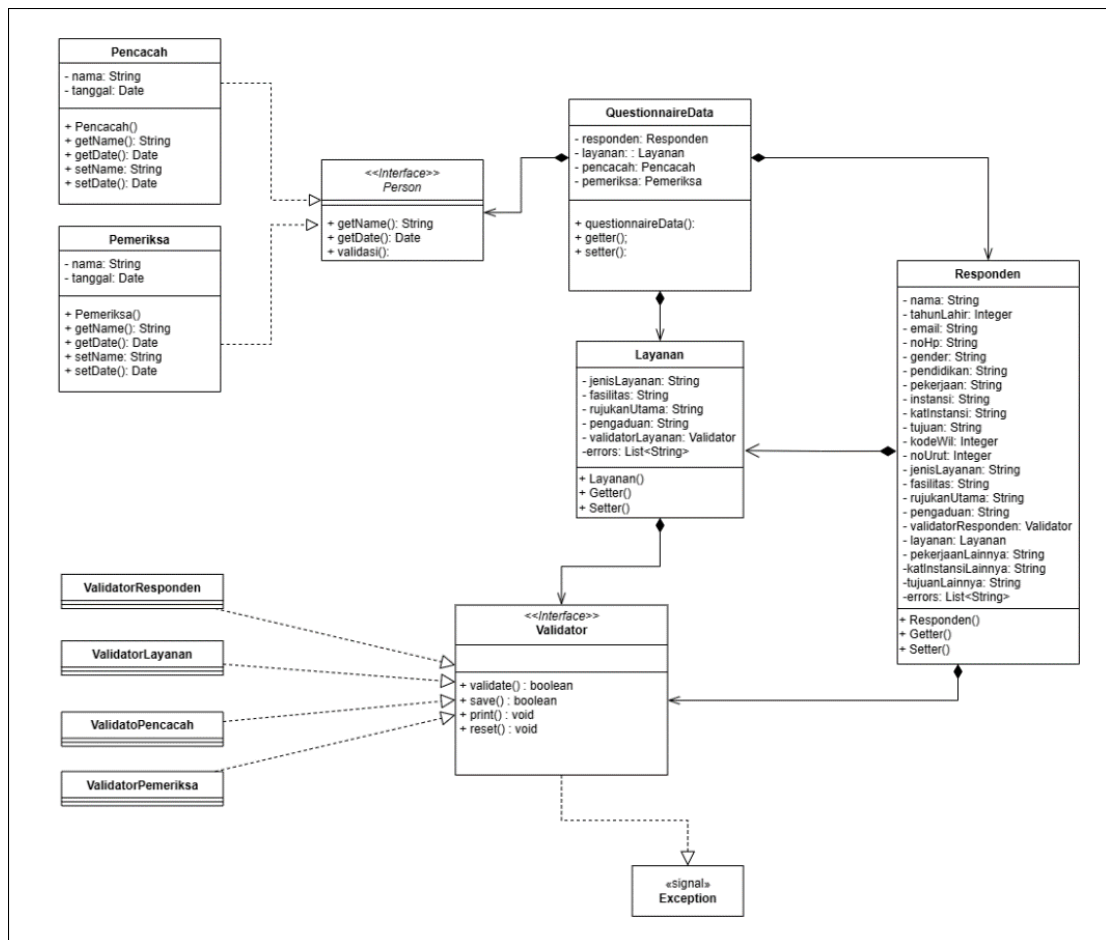 Pencacah
- nama: String
- tanggal: Date
+ Pencacah()
+ getName(): String
+ getDate(): Date
+ setName: String
+ setDate(): Date
Pemeriksa
- nama: String
- tanggal: Date
+ Pemeriksa()
+ getName(): String
+ getDate(): Date
+ setName: String
+ setDate(): Date
<<Interface>>
Person
+ getName(): String
+ getDate(): Date
+ validasi():
QuestionnaireData
- responden: Responden
- layanan: : Layanan
- pencacah: Pencacah
- pemeriksa: Pemeriksa
+ questionnaireData():
+ getter();
+ setter():
Layanan
- jenisLayanan: String
- fasilitas: String
- rujukanUtama: String
- pengaduan: String
- validatorLayanan: Validator
-errors: List<String>
+ Layanan()
+ Getter()
+ Setter()
Responden
- nama: String
- tahunLahir: Integer
- email: String
- noHp: String
- gender: String
- pendidikan: String
- pekerjaan: String
- instansi: String
- katInstansi: String
- tujuan: String
- kodeWil: Integer
- noUrut: Integer
- jenisLayanan: String
- fasilitas: String
- rujukanUtama: String
- pengaduan: String
- validatorResponden: Validator
- layanan: Layanan
- pekerjaanLainnya: String
-katInstansiLainnya: String
-tujuanLainnya: String
-errors: List<String>
+ Responden()
+ Getter()
+ Setter()
ValidatorResponden
ValidatorLayanan
ValidatoPencacah
ValidatorPemeriksa
<<Interface>>
Validator
+ validate() : boolean
+ save() : boolean
+ print() : void
+ reset() : void
«signal»
Exception